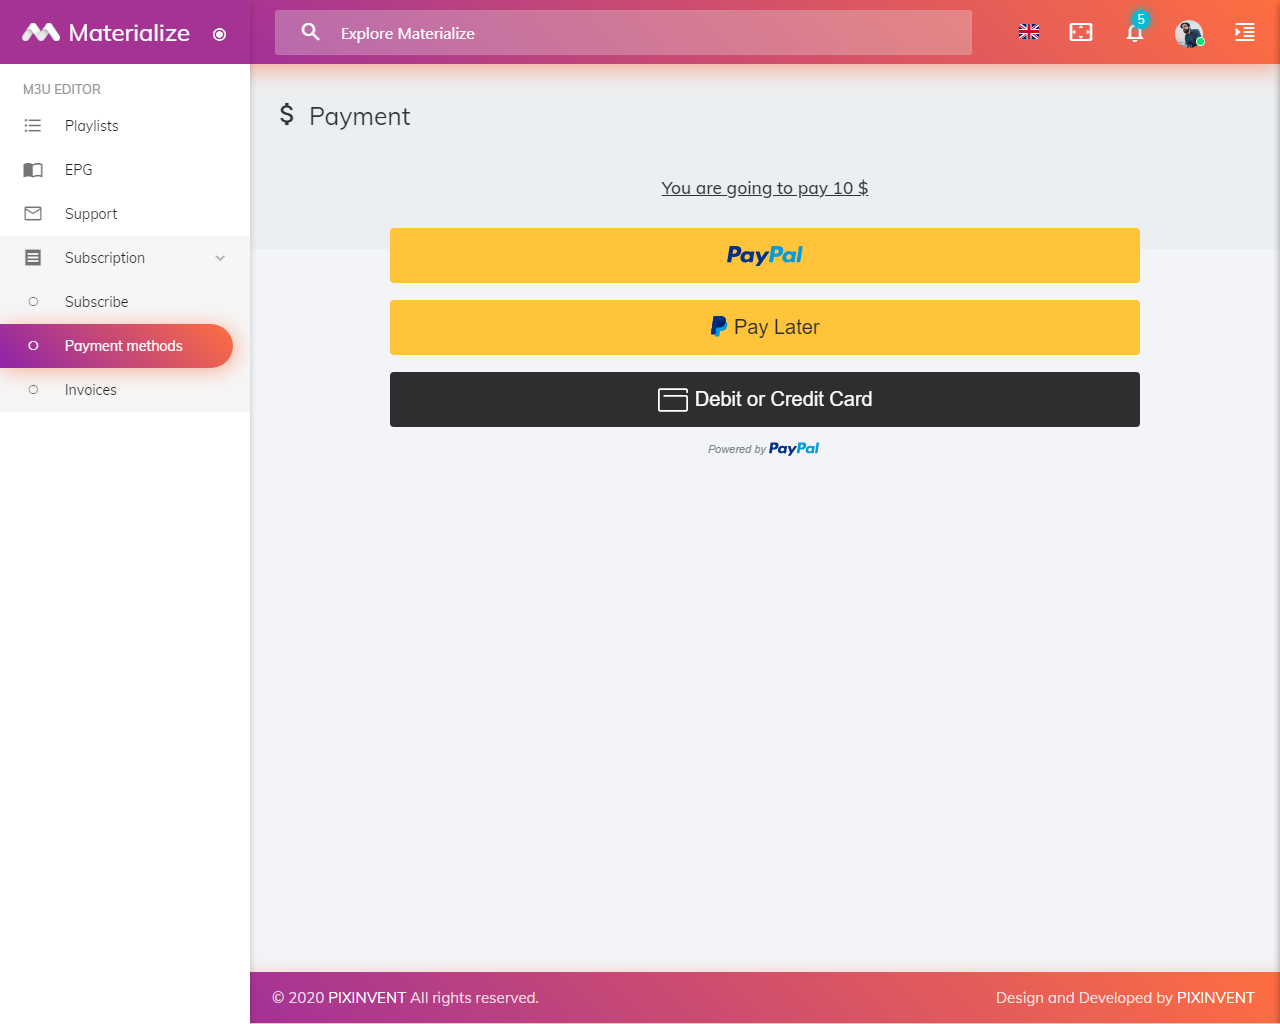 Materialize
Explore Materialize
5
M3U EDITOR
Playlists
EPG
Support
Subscription
Subscribe
Payment methods
Invoices
$ Payment
You are going to pay 10 $
PayPal
Pay Later
Debit or Credit Card
Powered by PayPal
© 2020 PIXINVENT All rights reserved.
Design and Developed by PIXINVENT